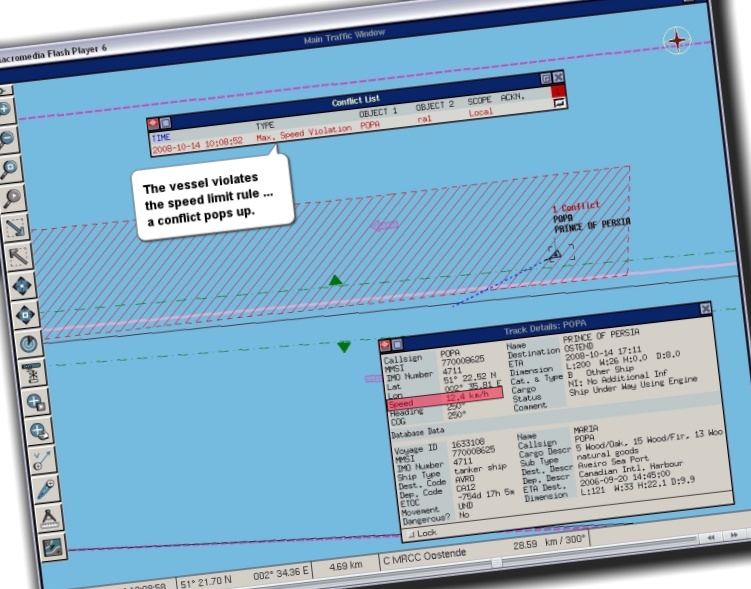 acromedia Flash Player 6
Main Traffic Window
Conflict List
TIME TYPE OBJECT 1 OBJECT 2 SCOPE ACKN.
2008-10-14 10:08:52 Max. Speed Violation POPA ral Local
The vessel violates
the speed limit rule ...
a conflict pops up.
1 Conflict
POPA
PRINCE OF PERSIA
Track Details: POPA
Callsign POPA Name PRINCE OF PERSIA
MMSI 770008625 Destination OSTEND
IMO Number 4711 ETA 2008-10-14 17:11
Lat 51° 22.52 N Dimension L:200 W:26 H:0.0 D:8.0
Lon 002° 35.81 E Cat. & Type B Other Ship
Speed 12.4 km/h Cargo NI: No Additional Inf
Heading 250° Status Ship Under Way Using Engine
COG 250° Comment
Database Data
Voyage ID 1633108 Name MARIA
MMSI 770008625 Callsign POPA
IMO Number 4711 Cargo Descr 5 Wood/Oak, 15 Wood/Fir, 13 Woo
Ship Type tanker ship Sub Type natural goods
Dest. Code AVRO Dest. Descr Aveiro Sea Port
Dep. Code CA12 Dep. Descr Canadian Intl. Harbour
ETOC -754d 17h 5m ETA Dest. 2006-09-20 14:45:00
Movement UND Dimension L:121 W:33 H:22.1 D:9.9
Dangerous? No
Lock
10:08:58 51° 21.70 N 002° 34.36 E 4.69 km C MRCC Oostende 28.59 km / 300°